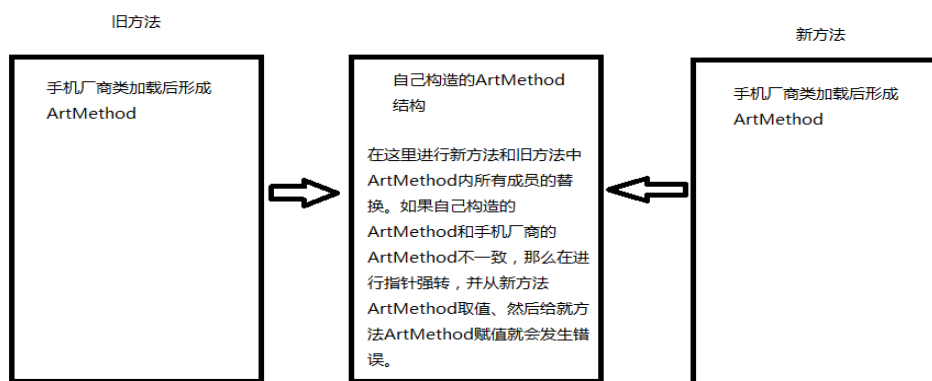 旧方法
新方法
手机厂商类加载后形成
ArtMethod
自己构造的ArtMethod
结构
在这里进行新方法和旧方法中
ArtMethod内所有成员的替
换。如果自己构造的
ArtMethod和手机厂商的
ArtMethod不一致，那么在进
行指针强转，并从新方法
ArtMethod取值、然后给就方
法ArtMethod赋值就会发生错
误。
手机厂商类加载后形成
ArtMethod